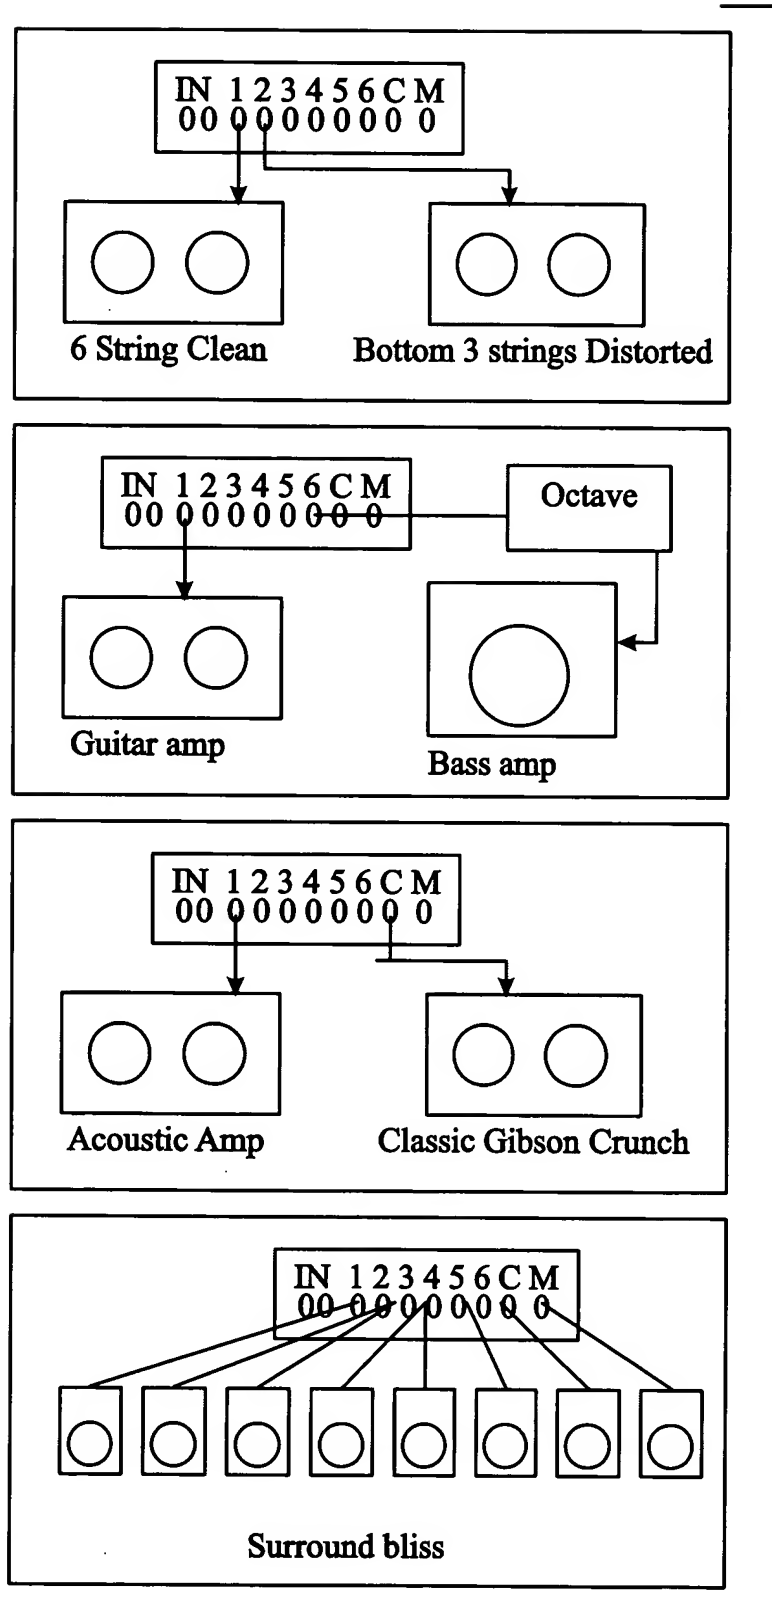 IN 1 2 3 4 5 6 C M
00 0 0 0 0 0 0 0 0
6 String Clean
Bottom 3 strings Distorted
IN 1 2 3 4 5 6 C M
00 0 0 0 0 0 0 0 0
Octave
Guitar amp
Bass amp
IN 1 2 3 4 5 6 C M
00 0 0 0 0 0 0 0 0
Acoustic Amp
Classic Gibson Crunch
IN 1 2 3 4 5 6 C M
00 0 0 0 0 0 0 0 0
Surround bliss